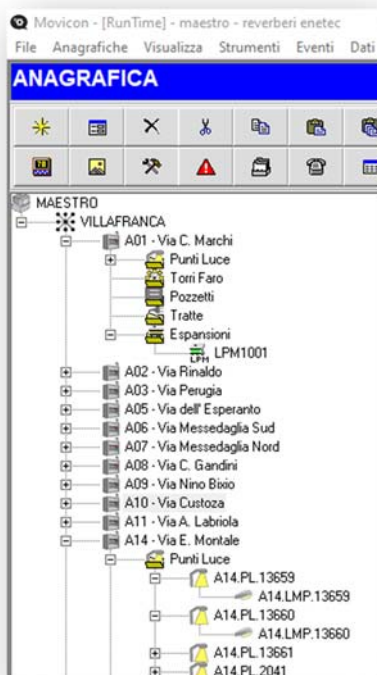 Movicon - [RunTime] - maestro - reverberi enetec
File Anagrafiche Visualizza Strumenti Eventi Dati
ANAGRAFICA
MAESTRO
VILLAFRANCA
A01 - Via C. Marchi
Punti Luce
Torri Faro
Pozzetti
Tratte
Espansioni
LPM LPM1001
A02 - Via Rinaldo
A03 - Via Perugia
A05 - Via dell' Esperanto
A06 - Via Messedaglia Sud
A07 - Via Messedaglia Nord
A08 - Via C. Gandini
A09 - Via Nino Bixio
A10 - Via Custoza
A11 - Via A. Labriola
A14 - Via E. Montale
Punti Luce
A14.PL.13659
A14.LMP.13659
A14.PL.13660
A14.LMP.13660
A14.PL.13661
A14.PL.2041